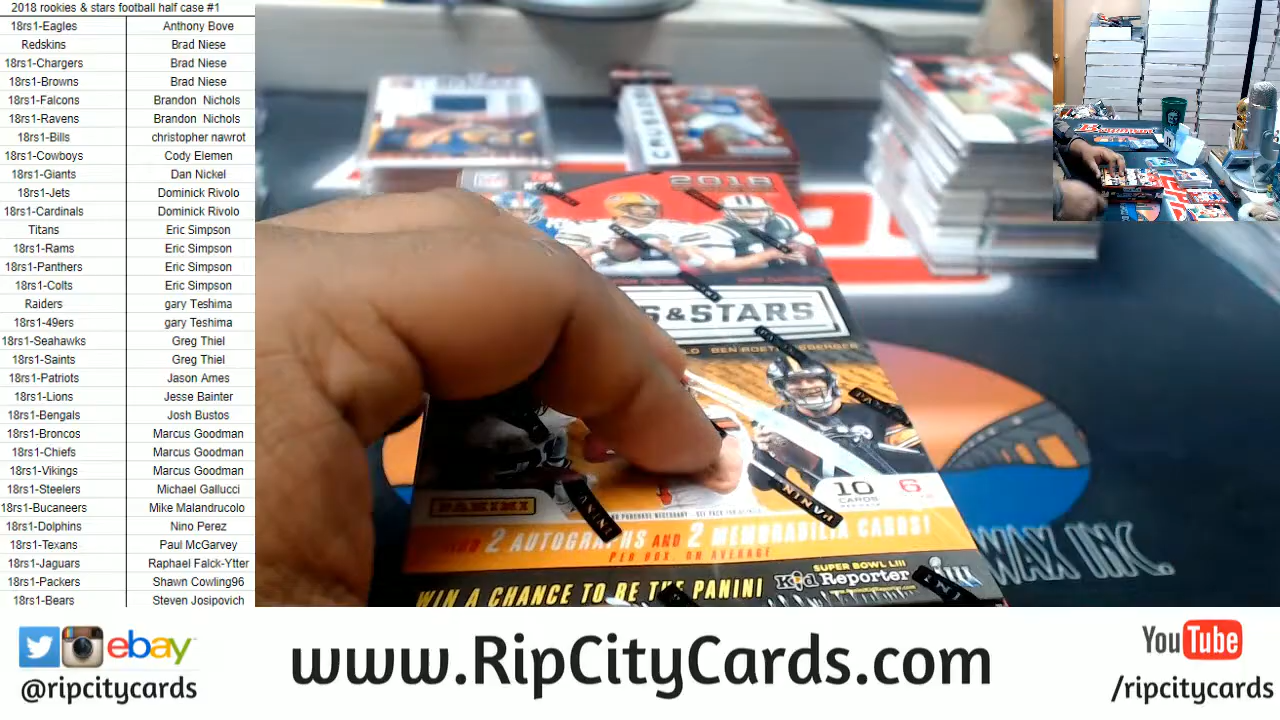 2018 rookies & stars football half case #1
18rs1-Eagles Anthony Bove
Redskins Brad Niese
18rs1-Chargers Brad Niese
18rs1-Browns Brad Niese
18rs1-Falcons Brandon Nichols
18rs1-Ravens Brandon Nichols
18rs1-Bills christopher nawrot
18rs1-Cowboys Cody Elemen
18rs1-Giants Dan Nickel
18rs1-Jets Dominick Rivolo
18rs1-Cardinals Dominick Rivolo
Titans Eric Simpson
18rs1-Rams Eric Simpson
18rs1-Panthers Eric Simpson
18rs1-Colts Eric Simpson
Raiders gary Teshima
18rs1-49ers gary Teshima
18rs1-Seahawks Greg Thiel
18rs1-Saints Greg Thiel
18rs1-Patriots Jason Ames
18rs1-Lions Jesse Bainter
18rs1-Bengals Josh Bustos
18rs1-Broncos Marcus Goodman
18rs1-Chiefs Marcus Goodman
18rs1-Vikings Marcus Goodman
18rs1-Steelers Michael Gallucci
18rs1-Bucaneers Mike Malandrucolo
18rs1-Dolphins Nino Perez
18rs1-Texans Paul McGarvey
18rs1-Jaguars Raphael Falck-Ytter
18rs1-Packers Shawn Cowling96
18rs1-Bears Steven Josipovich
2018
&STARS
PANINI
10 CARDS
6
2 AUTOGRAPHS AND 2 MEMORABILIA CARDS!
PER BOX, ON AVERAGE
WIN A CHANCE TO BE THE PANINI
SUPER BOWL LIII
Kid Reporter
LIII
WAX INC.
ebay
@ripcitycards
www.RipCityCards.com
YouTube
/ripcitycards